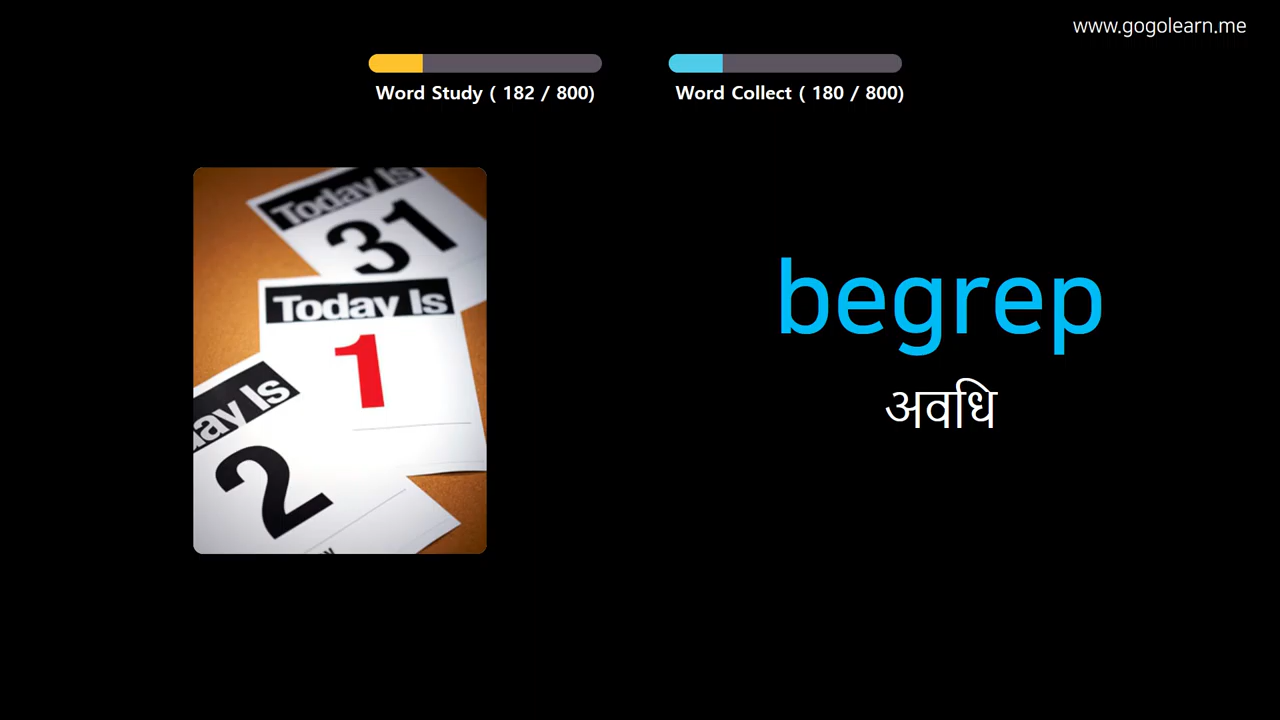 www.gogolearn.me
Word Study ( 182 / 800)
Word Collect ( 180 / 800)
Today Is
31
Today Is
1
ay Is
2
begrep
अवधि